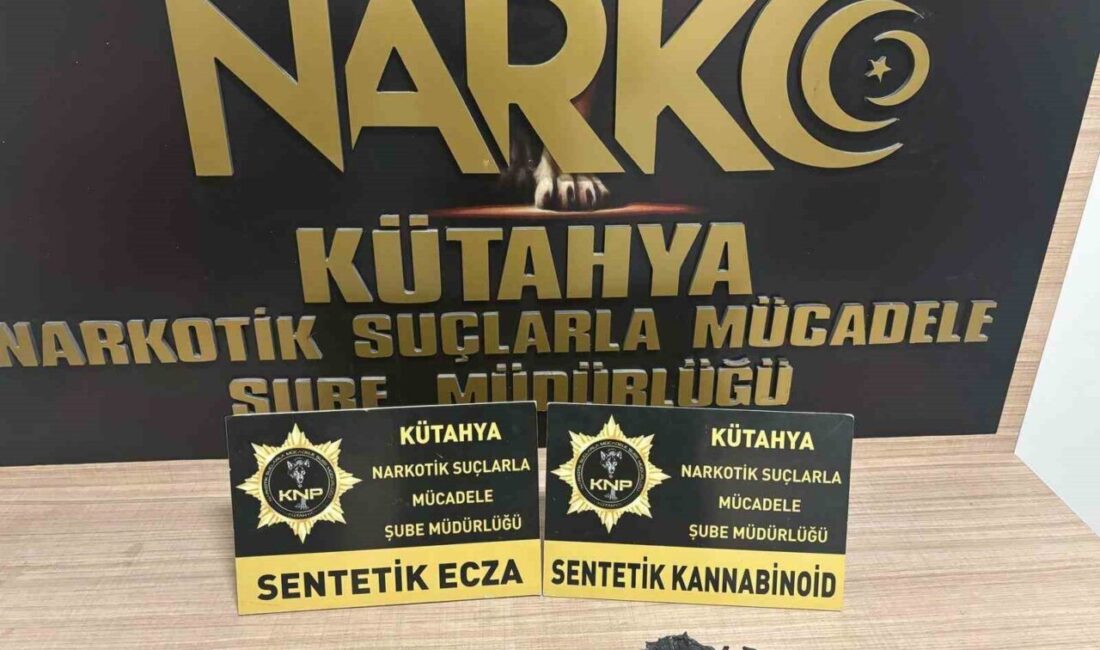 NARKO
KÜTAHYA
NARKOTİK SUÇLARLA MÜCADELE
ŞUBE MÜDÜRLÜĞÜ
KÜTAHYA
NARKOTİK SUÇLARLA
MÜCADELE
ŞUBE MÜDÜRLÜĞÜ
KNP
SENTETİK ECZA
KÜTAHYA
NARKOTİK SUÇLARLA
MÜCADELE
ŞUBE MÜDÜRLÜĞÜ
KNP
SENTETİK KANNABİNOİD